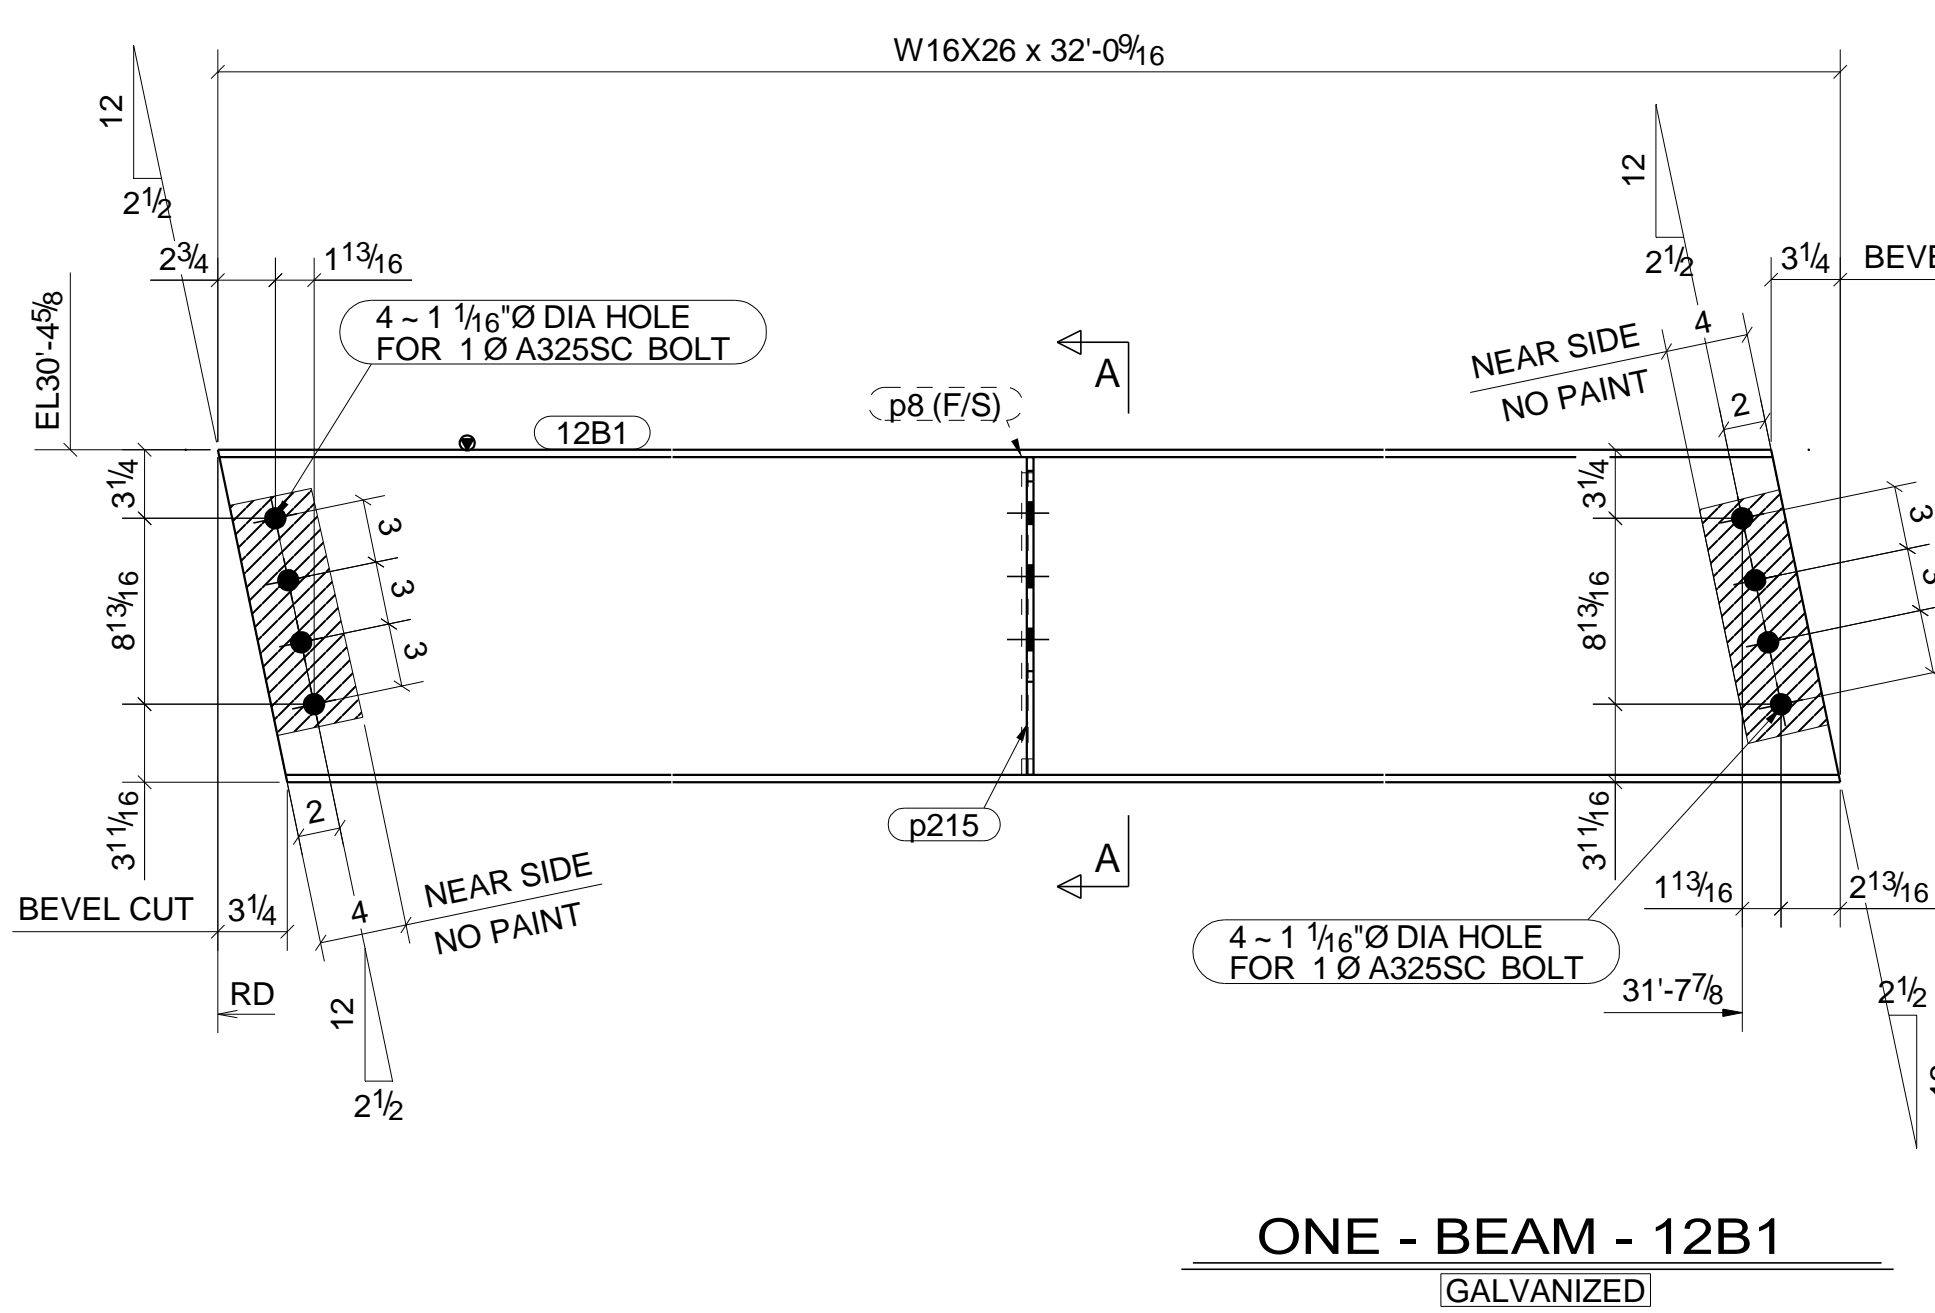 W16X26 x 32'-0 9/16
12
2 1/2
12
2 1/2
2 3/4
1 13/16
3 1/4
EL30'-4 5/8
4 ~ 1 1/16"Ø DIA HOLE
FOR 1 Ø A325SC BOLT
A
NEAR SIDE
NO PAINT
4
2
p8 (F/S)
12B1
3 1/4
8 13/16
3 11/16
3
3
3
3 1/4
8 13/16
3 11/16
3
3
p215
A
2
4
NEAR SIDE
NO PAINT
BEVEL CUT
3 1/4
1 13/16
2 13/16
4 ~ 1 1/16"Ø DIA HOLE
FOR 1 Ø A325SC BOLT
RD
12
2 1/2
31'-7 7/8
2 1/2
ONE - BEAM - 12B1
GALVANIZED